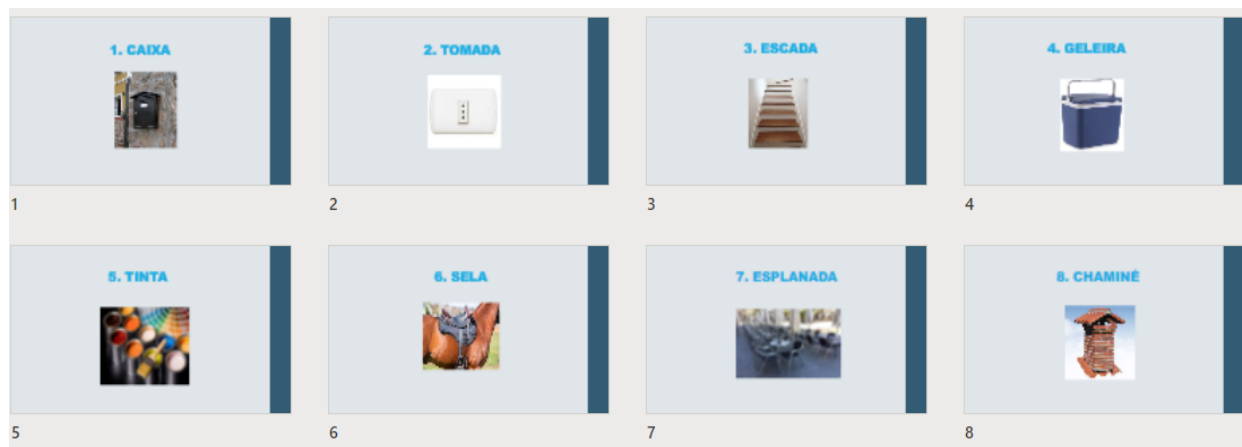 1. CAIXA
2. TOMADA
3. ESCADA
4. GELEIRA
1
2
3
4
5. TINTA
6. SELA
7. ESPLANADA
8. CHAMINÉ
5
6
7
8